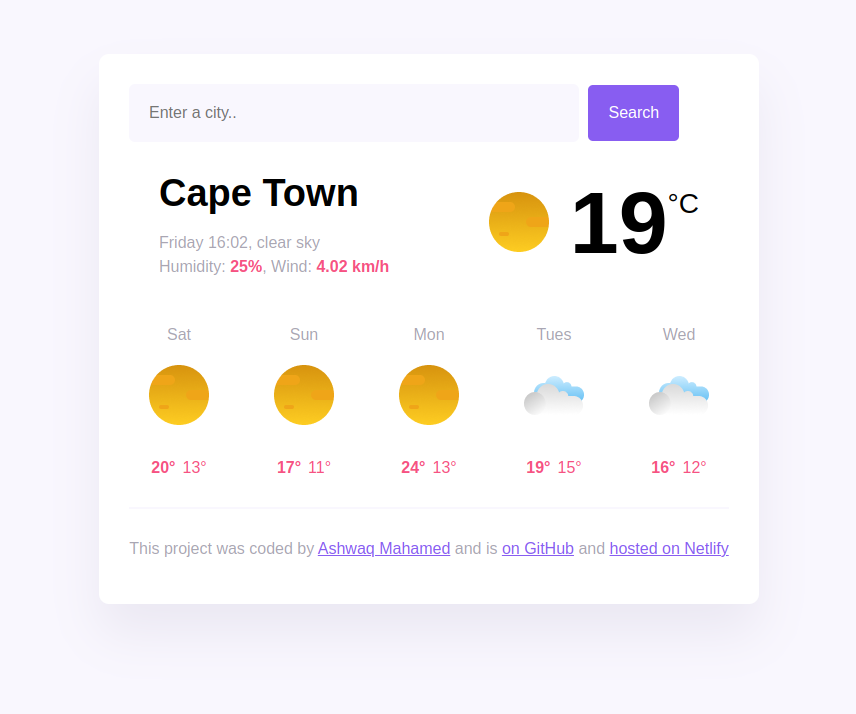 Enter a city..
Search
Cape Town
19°C
Friday 16:02, clear sky
Humidity: 25%, Wind: 4.02 km/h
Sat Sun Mon Tues Wed
20° 13° 17° 11° 24° 13° 19° 15° 16° 12°
This project was coded by Ashwaq Mahamed and is on GitHub and hosted on Netlify